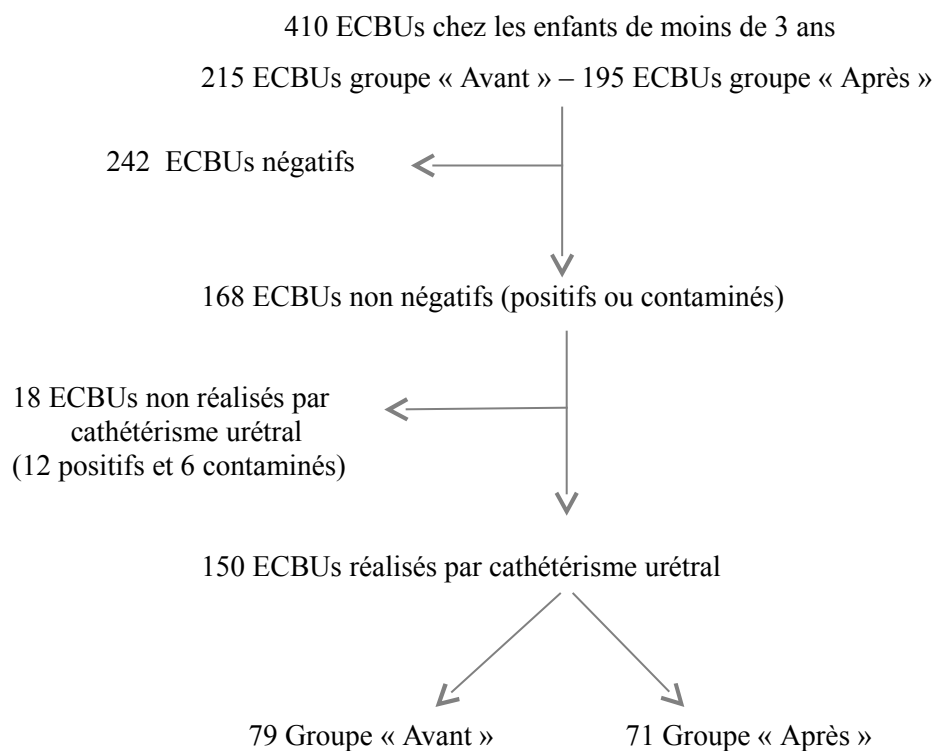 410 ECBUs chez les enfants de moins de 3 ans
215 ECBUs groupe « Avant » – 195 ECBUs groupe « Après »
242 ECBUs négatifs
168 ECBUs non négatifs (positifs ou contaminés)
18 ECBUs non réalisés par
cathétérisme urétral
(12 positifs et 6 contaminés)
150 ECBUs réalisés par cathétérisme urétral
79 Groupe « Avant »
71 Groupe « Après »